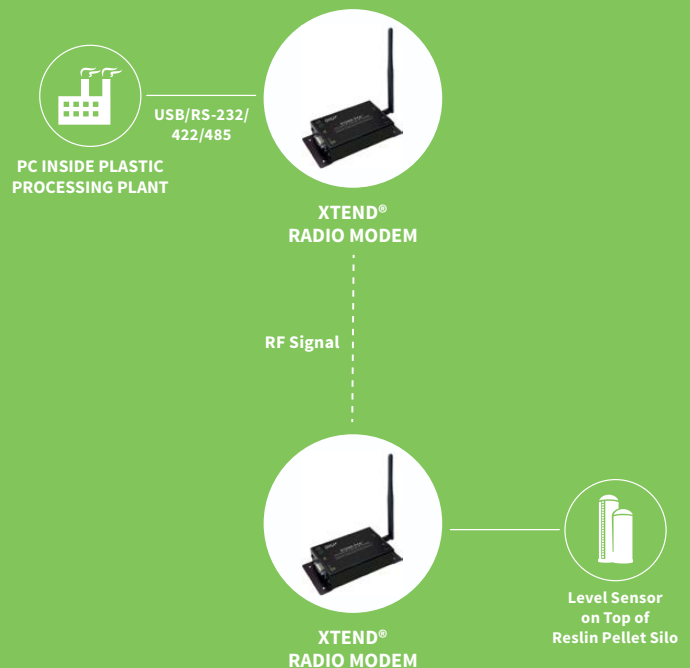 USB/RS-232/
422/485
PC INSIDE PLASTIC
PROCESSING PLANT
XTEND®
RADIO MODEM
RF Signal
Level Sensor
on Top of
Reslin Pellet Silo
XTEND®
RADIO MODEM